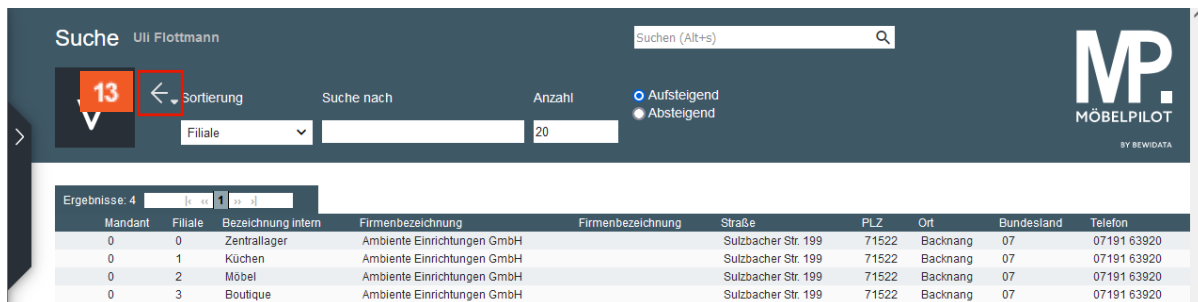 Suche Uli Flottmann
Suchen (Alt+s)
13
V
Sortierung Suche nach Anzahl
Aufsteigend
Absteigend
Filiale 20
MP.
MÖBELPILOT
BY BEWIDATA
Ergebnisse: 4 |‹ ‹‹ 1 ›› ›|
Mandant Filiale Bezeichnung intern Firmenbezeichnung Firmenbezeichnung Straße PLZ Ort Bundesland Telefon
0 0 Zentrallager Ambiente Einrichtungen GmbH Sulzbacher Str. 199 71522 Backnang 07 07191 63920
0 1 Küchen Ambiente Einrichtungen GmbH Sulzbacher Str. 199 71522 Backnang 07 07191 63920
0 2 Möbel Ambiente Einrichtungen GmbH Sulzbacher Str. 199 71522 Backnang 07 07191 63920
0 3 Boutique Ambiente Einrichtungen GmbH Sulzbacher Str. 199 71522 Backnang 07 07191 63920